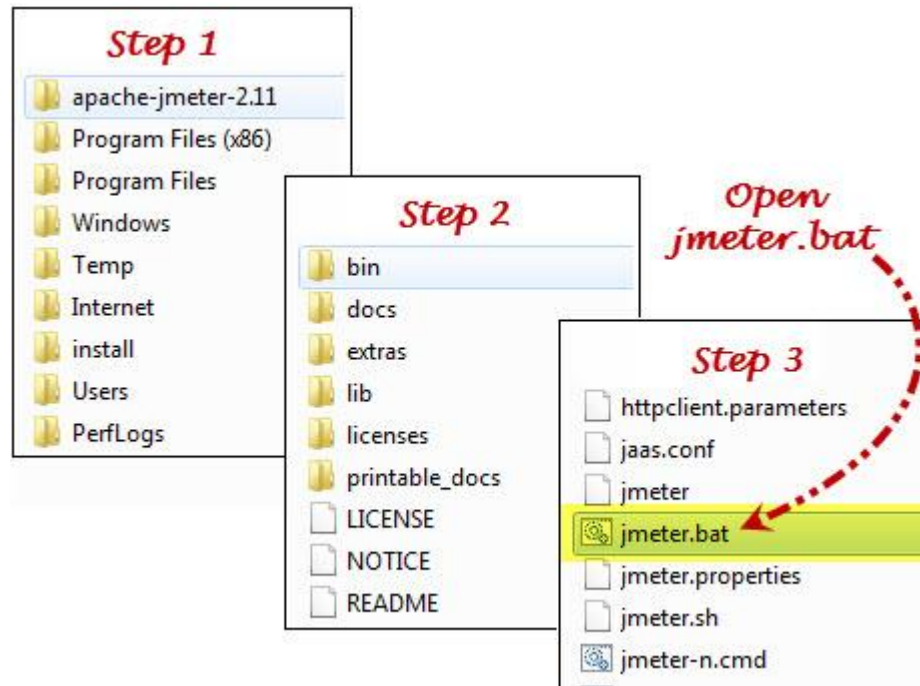 Step 1
apache-jmeter-2.11
Program Files (x86)
Program Files
Windows
Temp
Internet
install
Users
PerfLogs
Step 2
bin
docs
extras
lib
licenses
printable_docs
LICENSE
NOTICE
README
Open
jmeter.bat
Step 3
httpclient.parameters
jaas.conf
jmeter
jmeter.bat
jmeter.properties
jmeter.sh
jmeter-n.cmd